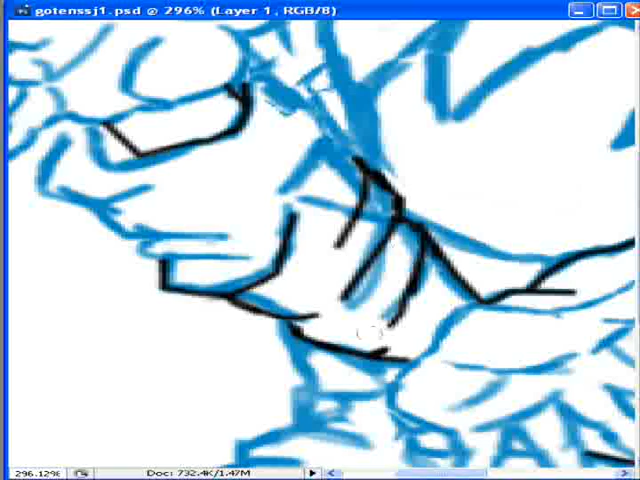 gotenssj1.psd @ 296% (Layer 1, RGB/8)
296.12%
Doc: 732.4K/1.47M